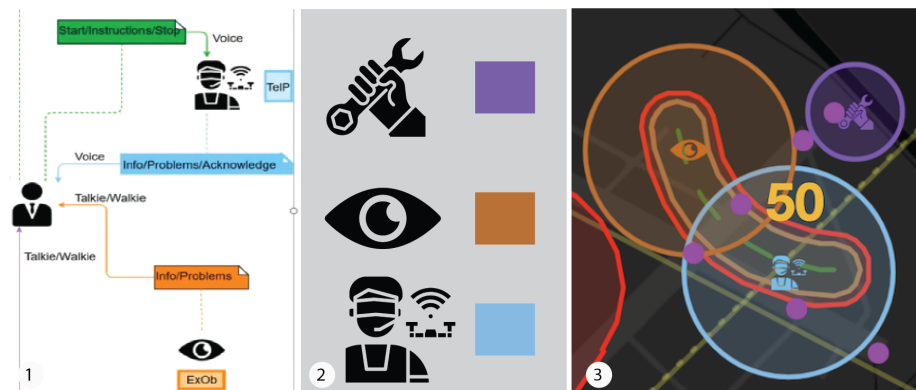 Start/Instructions/Stop
Voice
TelP
Voice
Info/Problems/Acknowledge
Talkie/Walkie
Talkie/Walkie
Info/Problems
ExOb
1
2
50
3